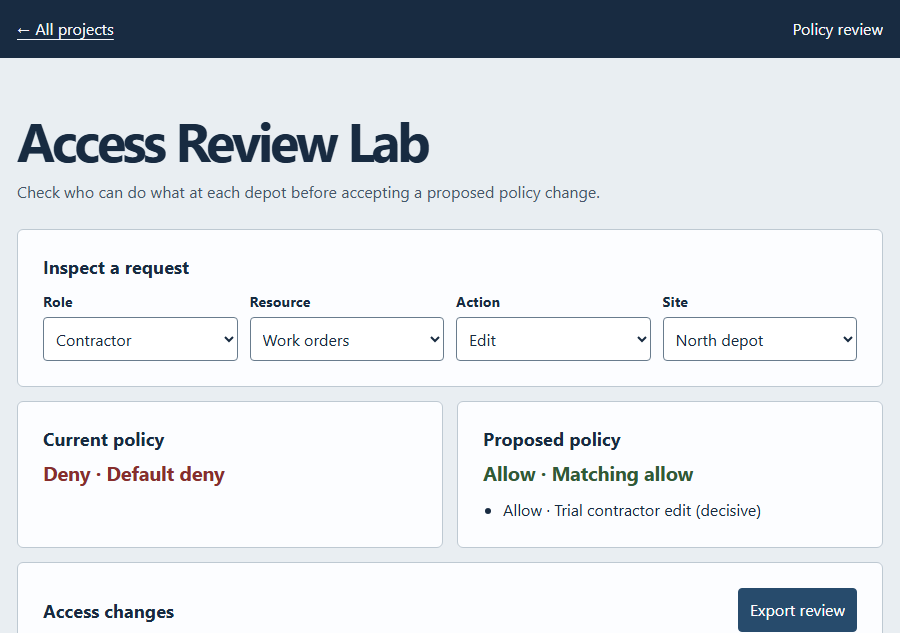 ← All projects
Policy review
Access Review Lab
Check who can do what at each depot before accepting a proposed policy change.
Inspect a request
Role
Resource
Action
Site
Contractor
Work orders
Edit
North depot
Current policy
Deny · Default deny
Proposed policy
Allow · Matching allow
• Allow · Trial contractor edit (decisive)
Access changes
Export review